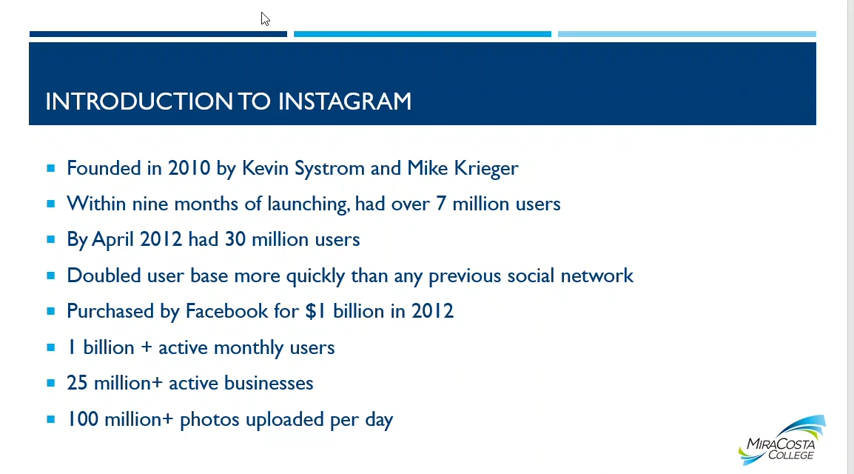 INTRODUCTION TO INSTAGRAM
Founded in 2010 by Kevin Systrom and Mike Krieger
Within nine months of launching, had over 7 million users
By April 2012 had 30 million users
Doubled user base more quickly than any previous social network
Purchased by Facebook for $1 billion in 2012
1 billion + active monthly users
25 million+ active businesses
100 million+ photos uploaded per day
MIRACOSTA
COLLEGE